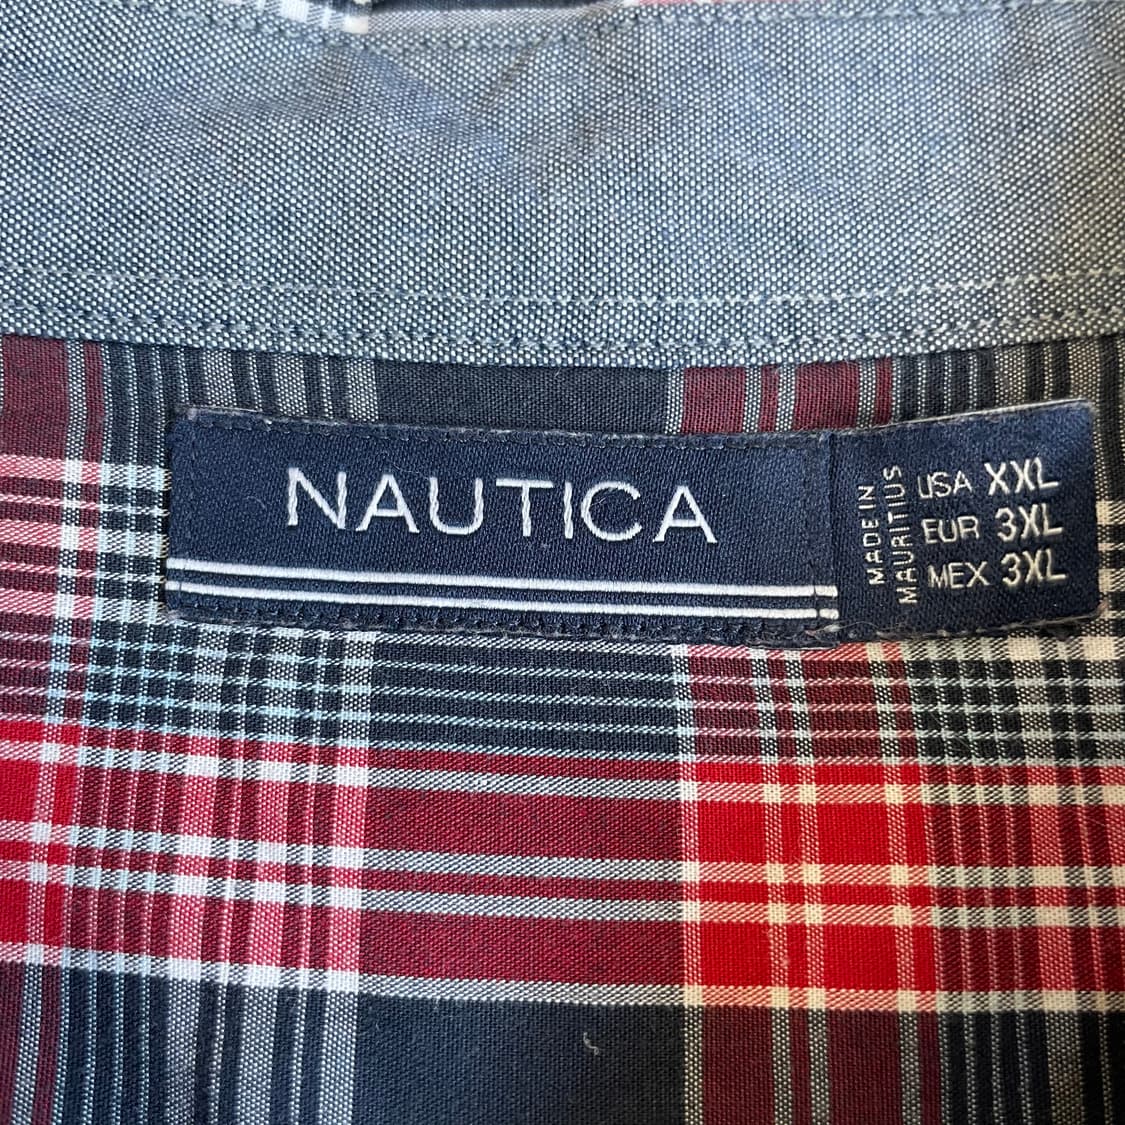 NAUTICA
MADE IN
MAURITIUS
USA XXL
EUR 3XL
MEX 3XL